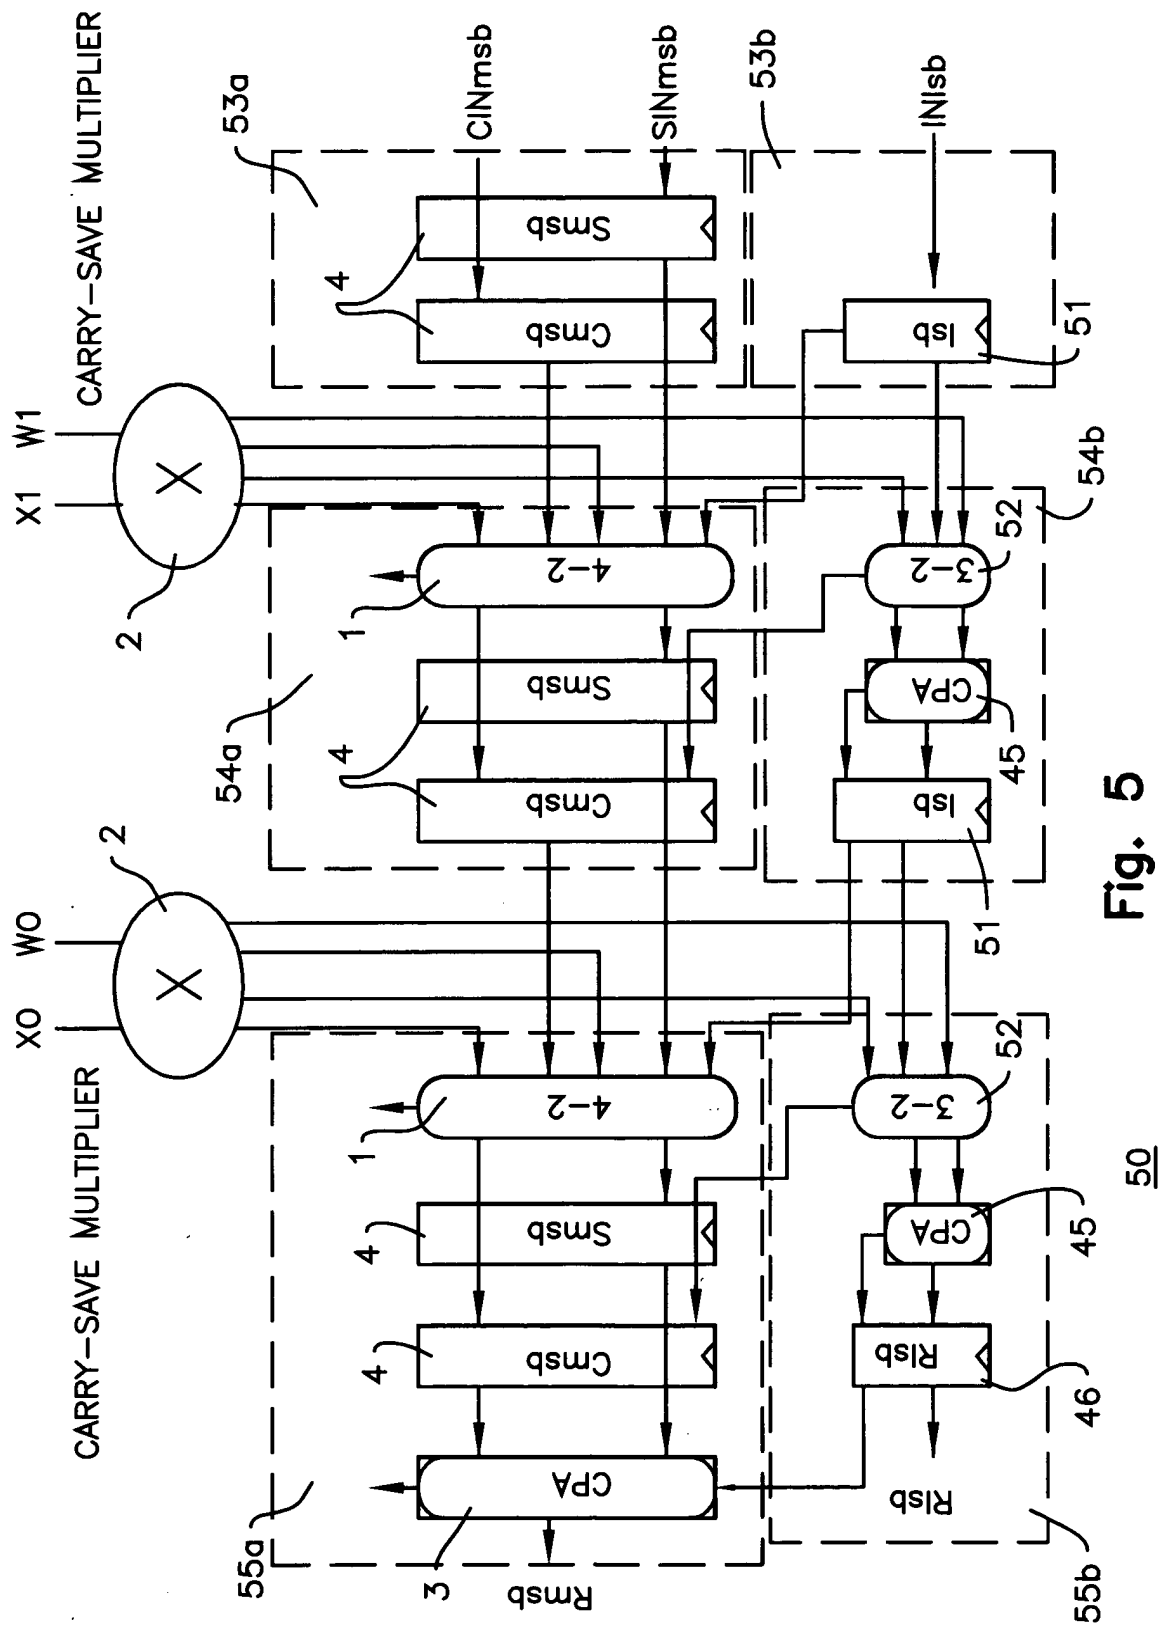 CARRY-SAVE MULTIPLIER
CARRY-SAVE MULTIPLIER
X0
W0
X1
W1
X
X
2
2
55a
54a
53a
Rmsb
CPA
3
4
Cmsb
4
Smsb
1
4-2
4
Cmsb
Smsb
1
4-2
4
Cmsb
Smsb
CINmsb
SINmsb
55b
54b
53b
Rlsb
Rlsb
46
CPA
45
3-2
52
lsb
51
CPA
45
3-2
52
lsb
51
INlsb
50
Fig. 5